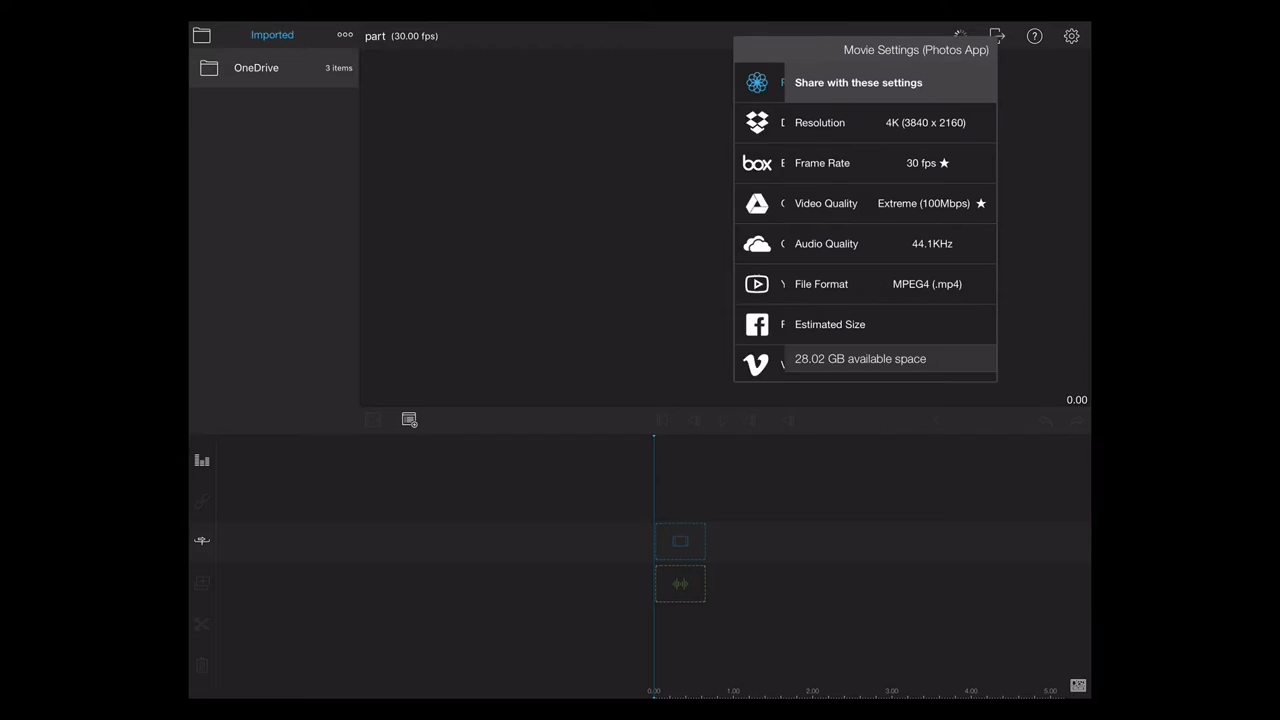 Imported
part (30.00 fps)
OneDrive 3 items
Movie Settings (Photos App)
Share with these settings
Resolution 4K (3840 x 2160)
box Frame Rate 30 fps ★
Video Quality Extreme (100Mbps) ★
Audio Quality 44.1KHz
File Format MPEG4 (.mp4)
Estimated Size
28.02 GB available space
0.00
0.00 1.00 2.00 3.00 4.00 5.00